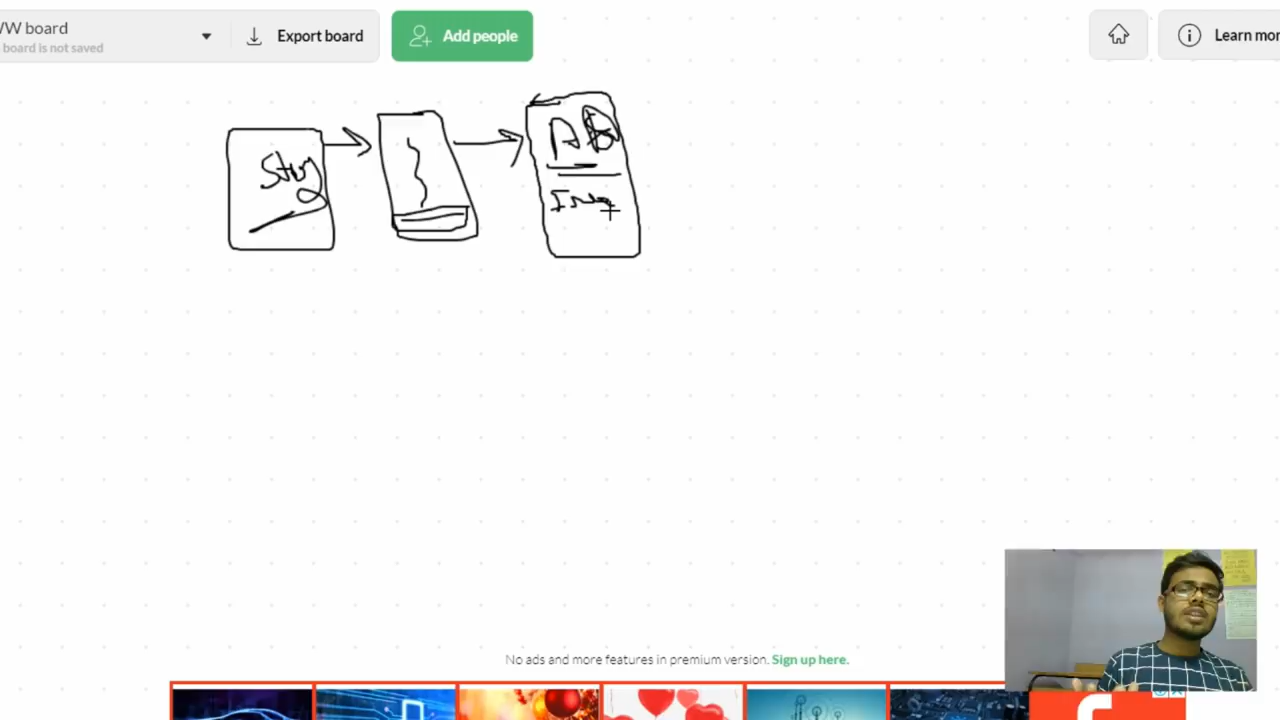 WW board
board is not saved
Export board
Add people
Learn mor
No ads and more features in premium version. Sign up here.